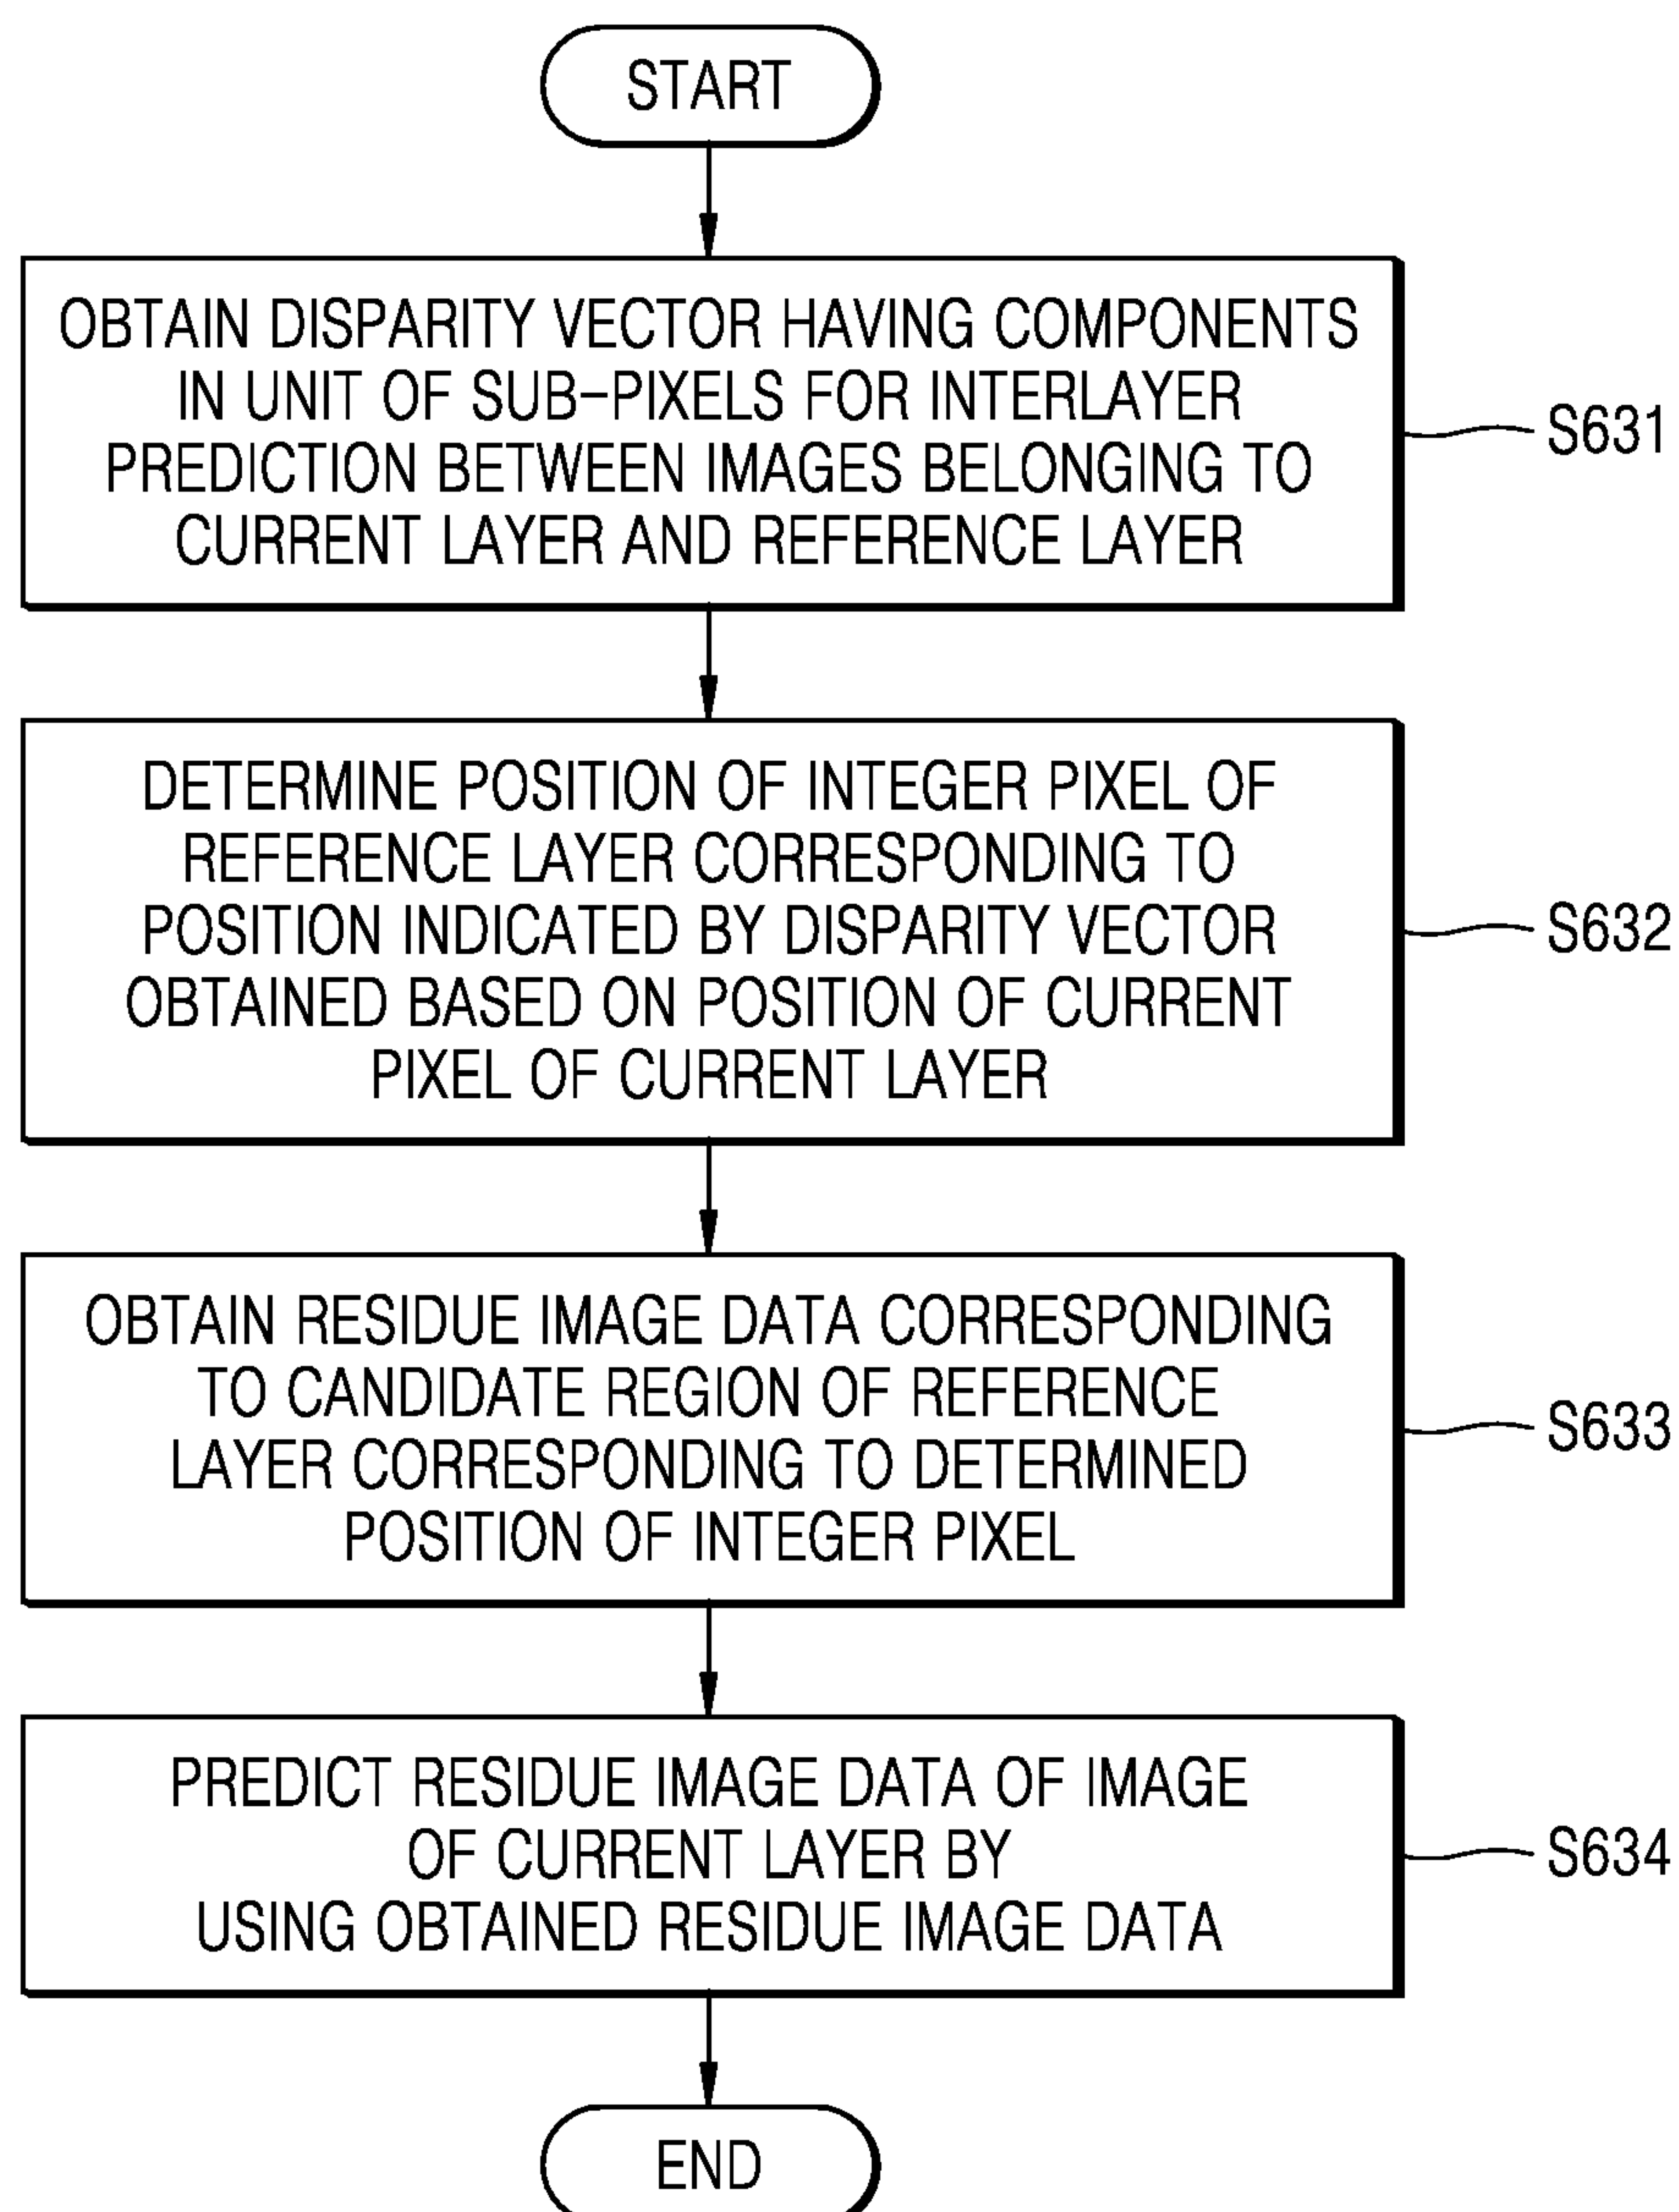 START
OBTAIN DISPARITY VECTOR HAVING COMPONENTS
IN UNIT OF SUB-PIXELS FOR INTERLAYER
PREDICTION BETWEEN IMAGES BELONGING TO
CURRENT LAYER AND REFERENCE LAYER
S631
DETERMINE POSITION OF INTEGER PIXEL OF
REFERENCE LAYER CORRESPONDING TO
POSITION INDICATED BY DISPARITY VECTOR
OBTAINED BASED ON POSITION OF CURRENT
PIXEL OF CURRENT LAYER
S632
OBTAIN RESIDUE IMAGE DATA CORRESPONDING
TO CANDIDATE REGION OF REFERENCE
LAYER CORRESPONDING TO DETERMINED
POSITION OF INTEGER PIXEL
S633
PREDICT RESIDUE IMAGE DATA OF IMAGE
OF CURRENT LAYER BY
USING OBTAINED RESIDUE IMAGE DATA
S634
END